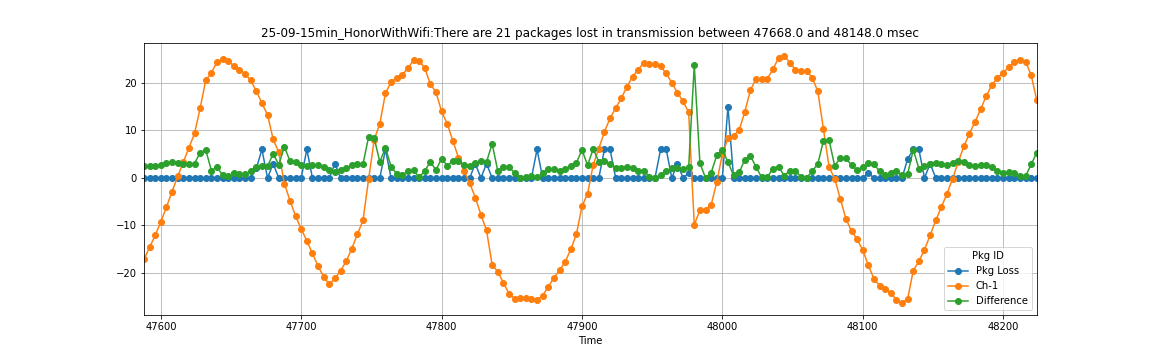 25-09-15min_HonorWithWifi:There are 21 packages lost in transmission between 47668.0 and 48148.0 msec
20
10
0
−10
−20
47600 47700 47800 47900 48000 48100 48200
Time
Pkg ID
Pkg Loss
Ch-1
Difference